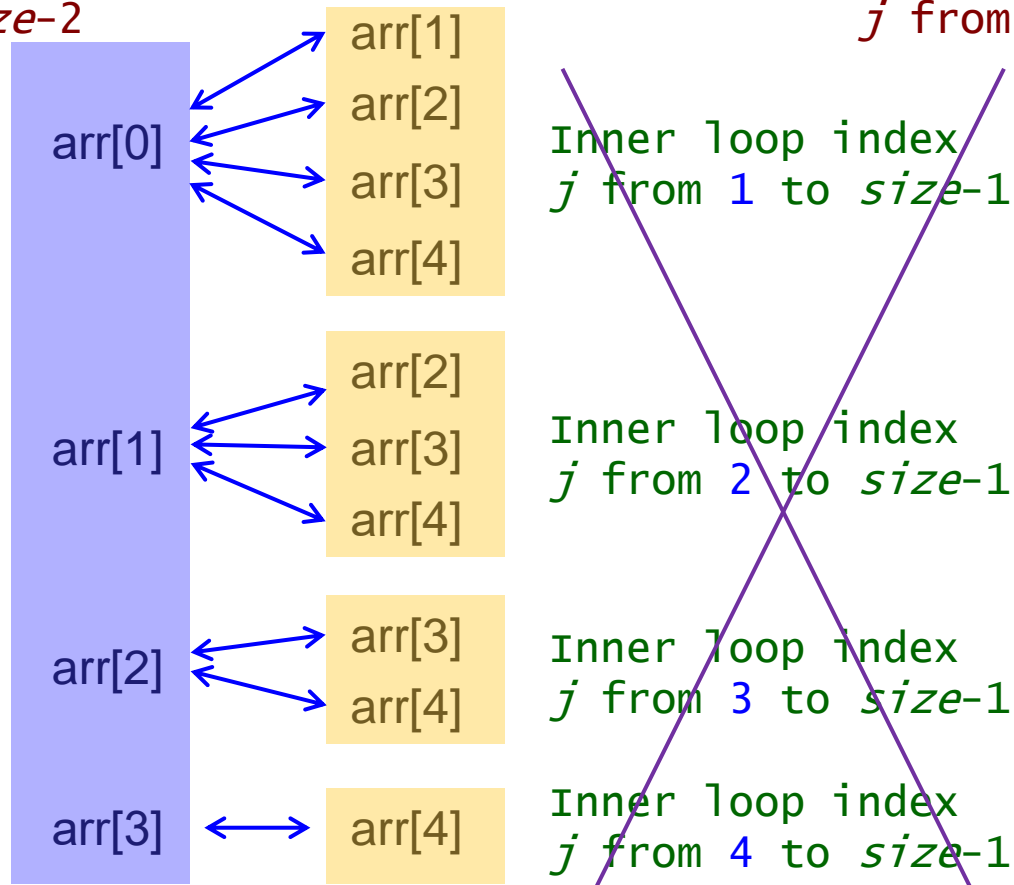 ze-2
j from
arr[0]
arr[1]
arr[2]
arr[3]
arr[4]
Inner loop index
j from 1 to size-1
arr[1]
arr[2]
arr[3]
arr[4]
Inner loop index
j from 2 to size-1
arr[2]
arr[3]
arr[4]
Inner loop index
j from 3 to size-1
arr[3]
arr[4]
Inner loop index
j from 4 to size-1